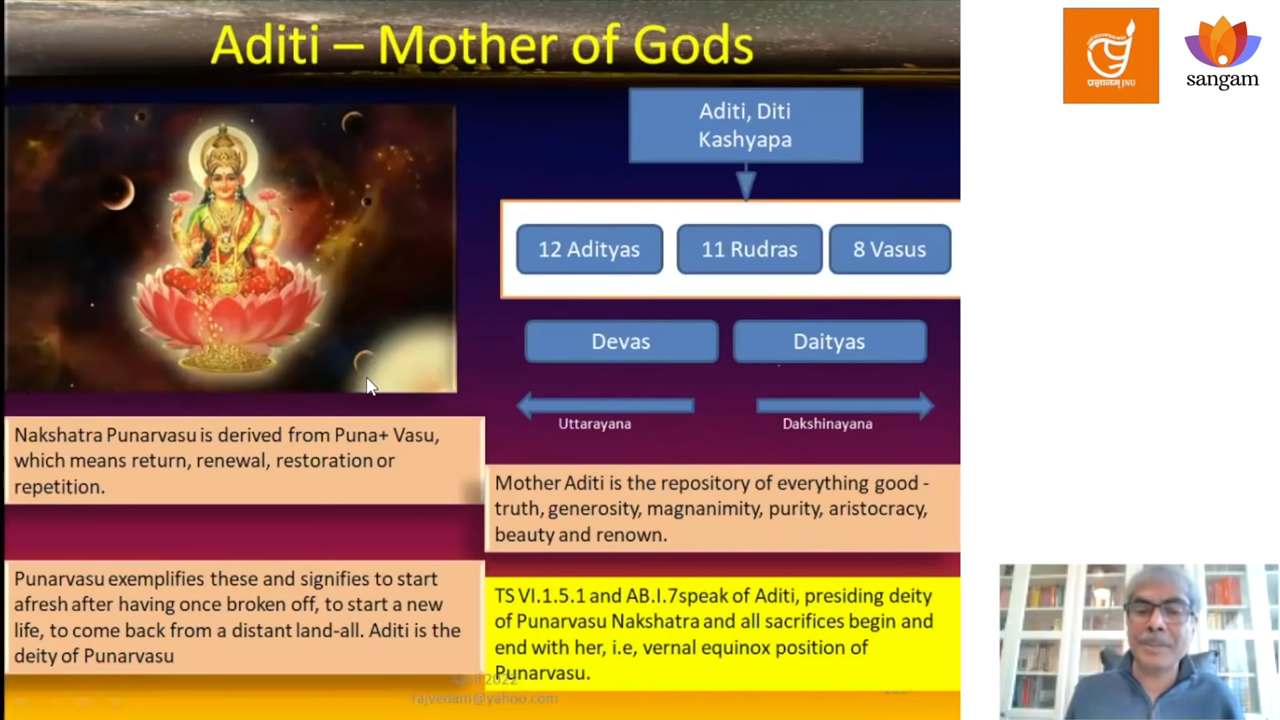 Aditi – Mother of Gods
Aditi, Diti
Kashyapa
12 Adityas
11 Rudras
8 Vasus
Devas
Daityas
Uttarayana
Dakshinayana
Nakshatra Punarvasu is derived from Puna+ Vasu,
which means return, renewal, restoration or
repetition.
Mother Aditi is the repository of everything good -
truth, generosity, magnanimity, purity, aristocracy,
beauty and renown.
Punarvasu exemplifies these and signifies to start
afresh after having once broken off, to start a new
life, to come back from a distant land-all. Aditi is the
deity of Punarvasu
TS VI.1.5.1 and AB.I.7speak of Aditi, presiding deity
of Punarvasu Nakshatra and all sacrifices begin and
end with her, i.e, vernal equinox position of
Punarvasu.
2022
rajvedam@yahoo.com
JNU
sangam